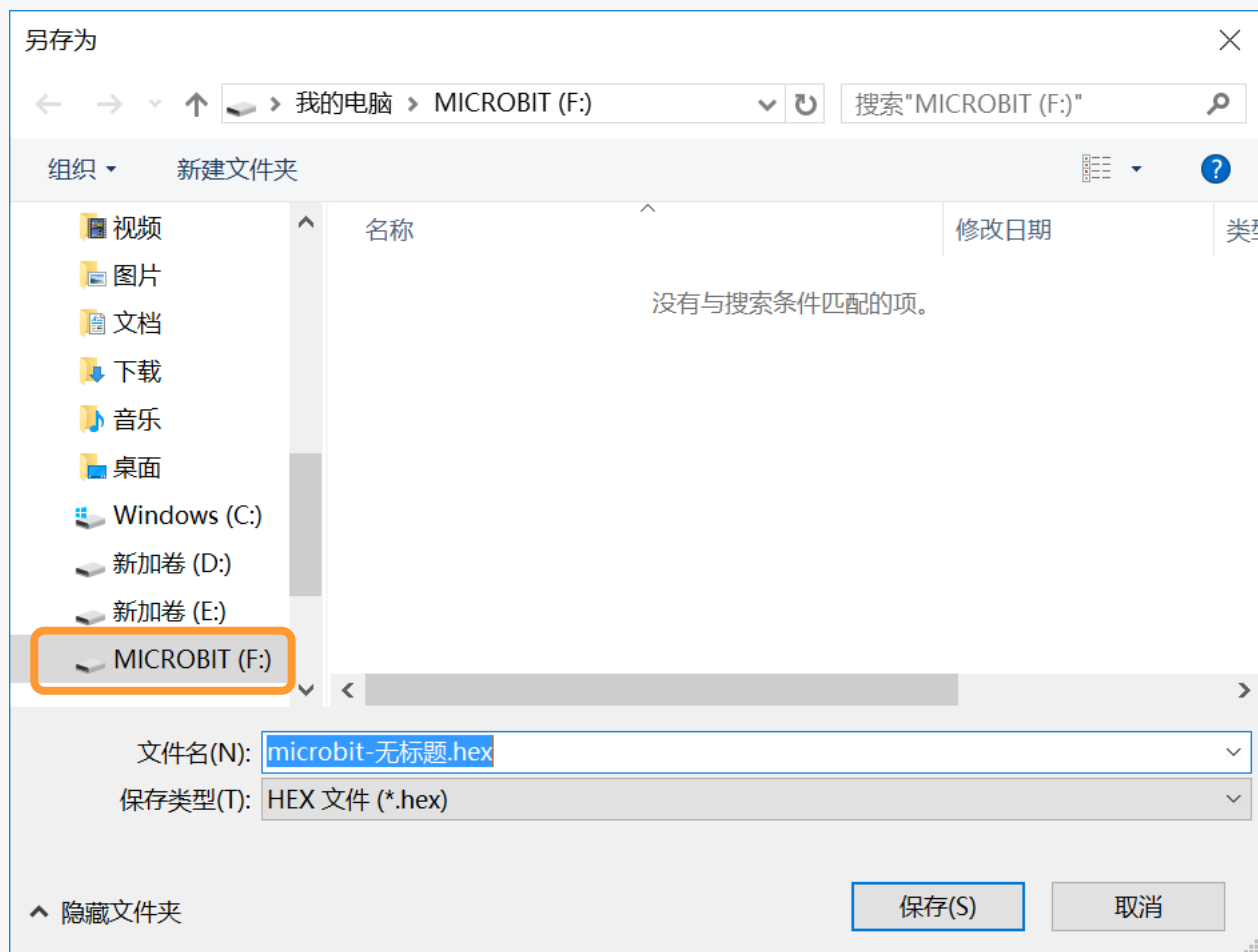 另存为
我的电脑 MICROBIT (F:)
搜索"MICROBIT (F:)"
组织 新建文件夹
?
名称 修改日期
视频
没有与搜索条件匹配的项。
图片
文档
下载
音乐
桌面
Windows (C:)
新加卷 (D:)
新加卷 (E:)
MICROBIT (F:)
文件名(N): microbit-无标题.hex
保存类型(T): HEX 文件 (*.hex)
隐藏文件夹 保存(S) 取消